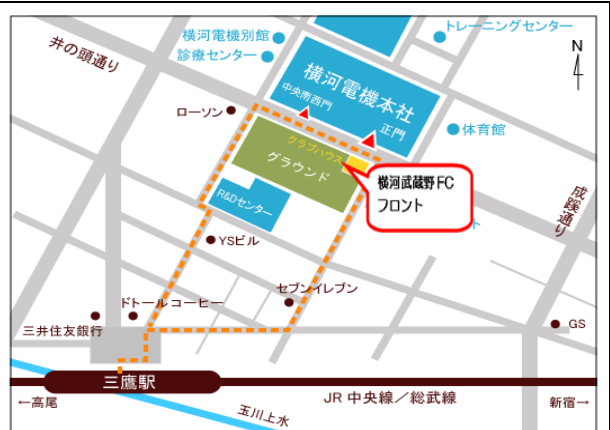 トレーニングセンター
横河電機別館
診療センター
N
井の頭通り
横河電機本社
中央南西門
正門
ローソン
体育館
クラブハウス
グラウンド
横河武蔵野FC
フロント
成蹊通り
R&Dセンター
ト
YSビル
セブンイレブン
ドトールコーヒー
三井住友銀行
GS
三鷹駅
JR 中央線／総武線
←高尾
新宿→
玉川上水